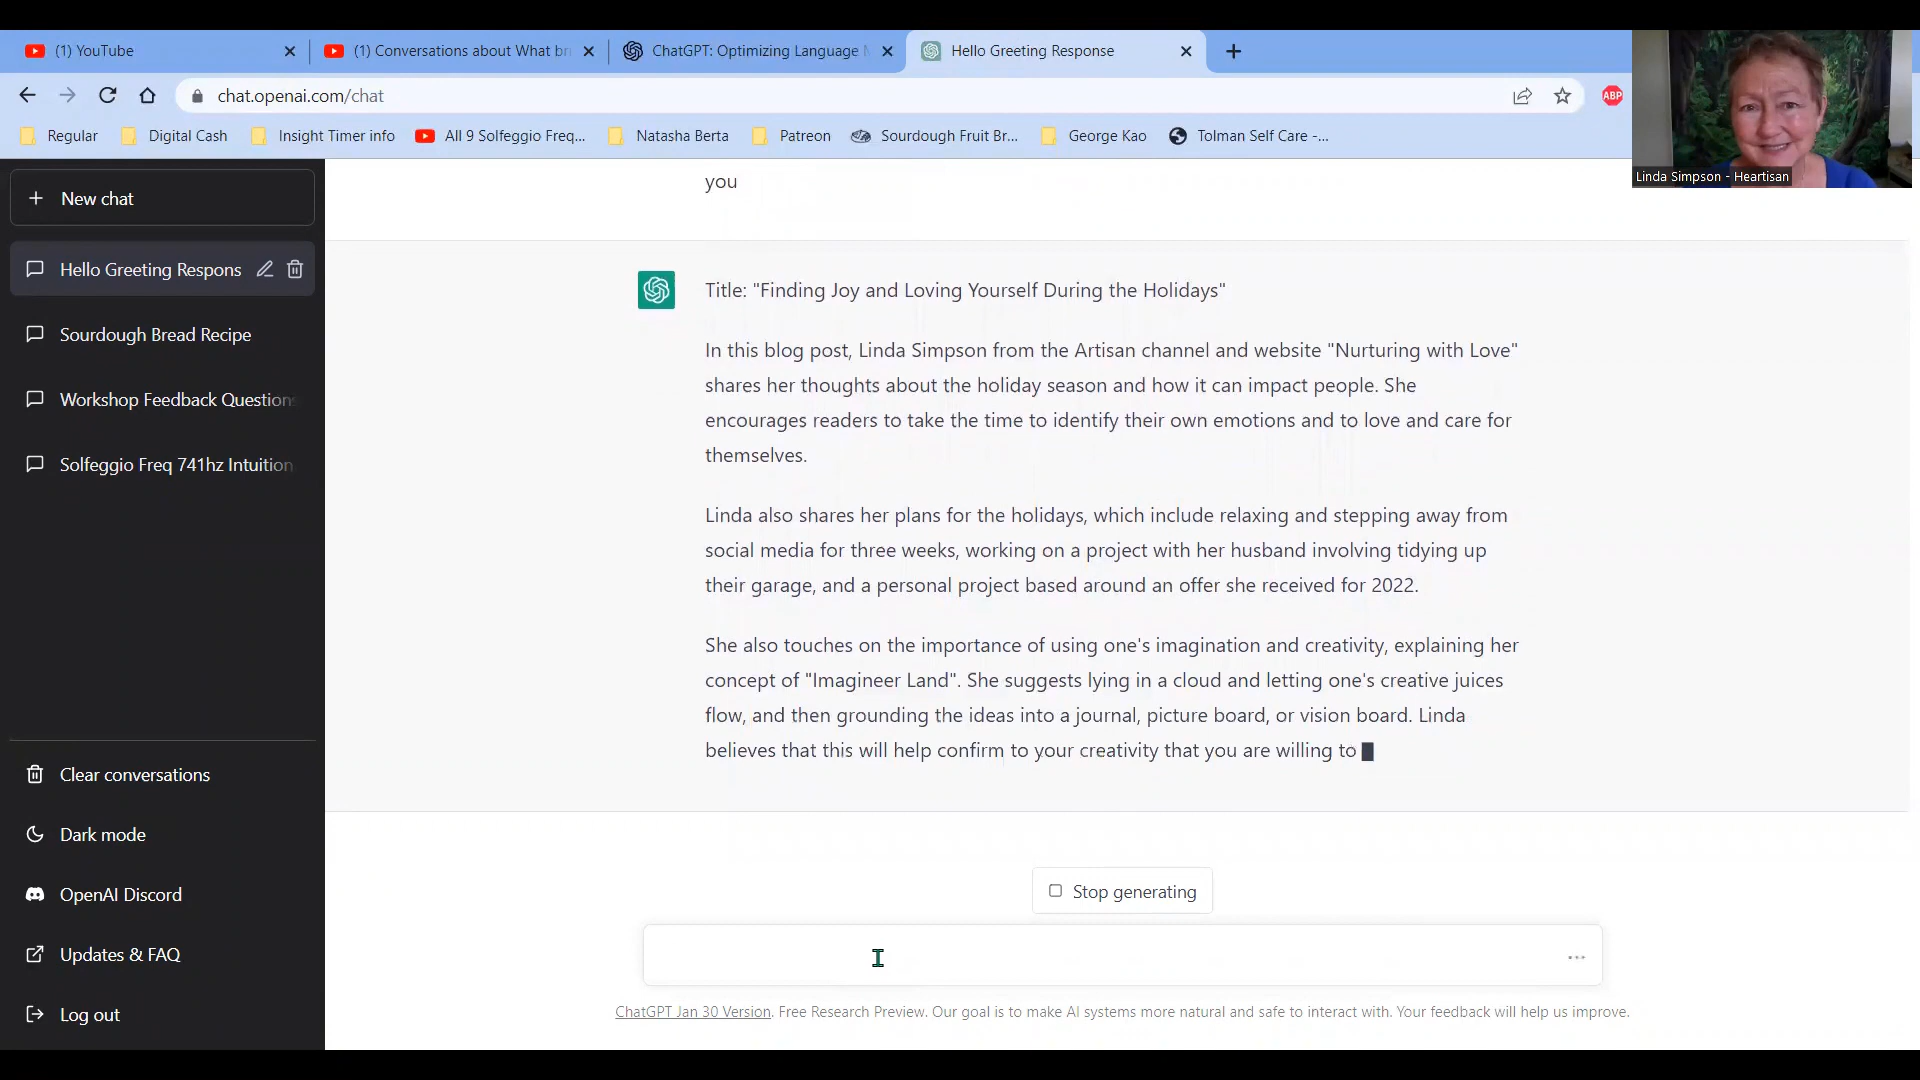 (1) YouTube
(1) Conversations about What br
ChatGPT: Optimizing Language
Hello Greeting Response
chat.openai.com/chat
ABP
Regular
Digital Cash
Insight Timer info
All 9 Solfeggio Freq...
Natasha Berta
Patreon
Sourdough Fruit Br...
George Kao
Tolman Self Care -...
Linda Simpson - Heartisan
New chat
Hello Greeting Respons
Sourdough Bread Recipe
Workshop Feedback Questions
Solfeggio Freq 741hz Intuition
Clear conversations
Dark mode
OpenAI Discord
Updates & FAQ
Log out
you
Title: "Finding Joy and Loving Yourself During the Holidays"
In this blog post, Linda Simpson from the Artisan channel and website "Nurturing with Love"
shares her thoughts about the holiday season and how it can impact people. She
encourages readers to take the time to identify their own emotions and to love and care for
themselves.
Linda also shares her plans for the holidays, which include relaxing and stepping away from
social media for three weeks, working on a project with her husband involving tidying up
their garage, and a personal project based around an offer she received for 2022.
She also touches on the importance of using one's imagination and creativity, explaining her
concept of "Imagineer Land". She suggests lying in a cloud and letting one's creative juices
flow, and then grounding the ideas into a journal, picture board, or vision board. Linda
believes that this will help confirm to your creativity that you are willing to
Stop generating
ChatGPT Jan 30 Version. Free Research Preview. Our goal is to make AI systems more natural and safe to interact with. Your feedback will help us improve.